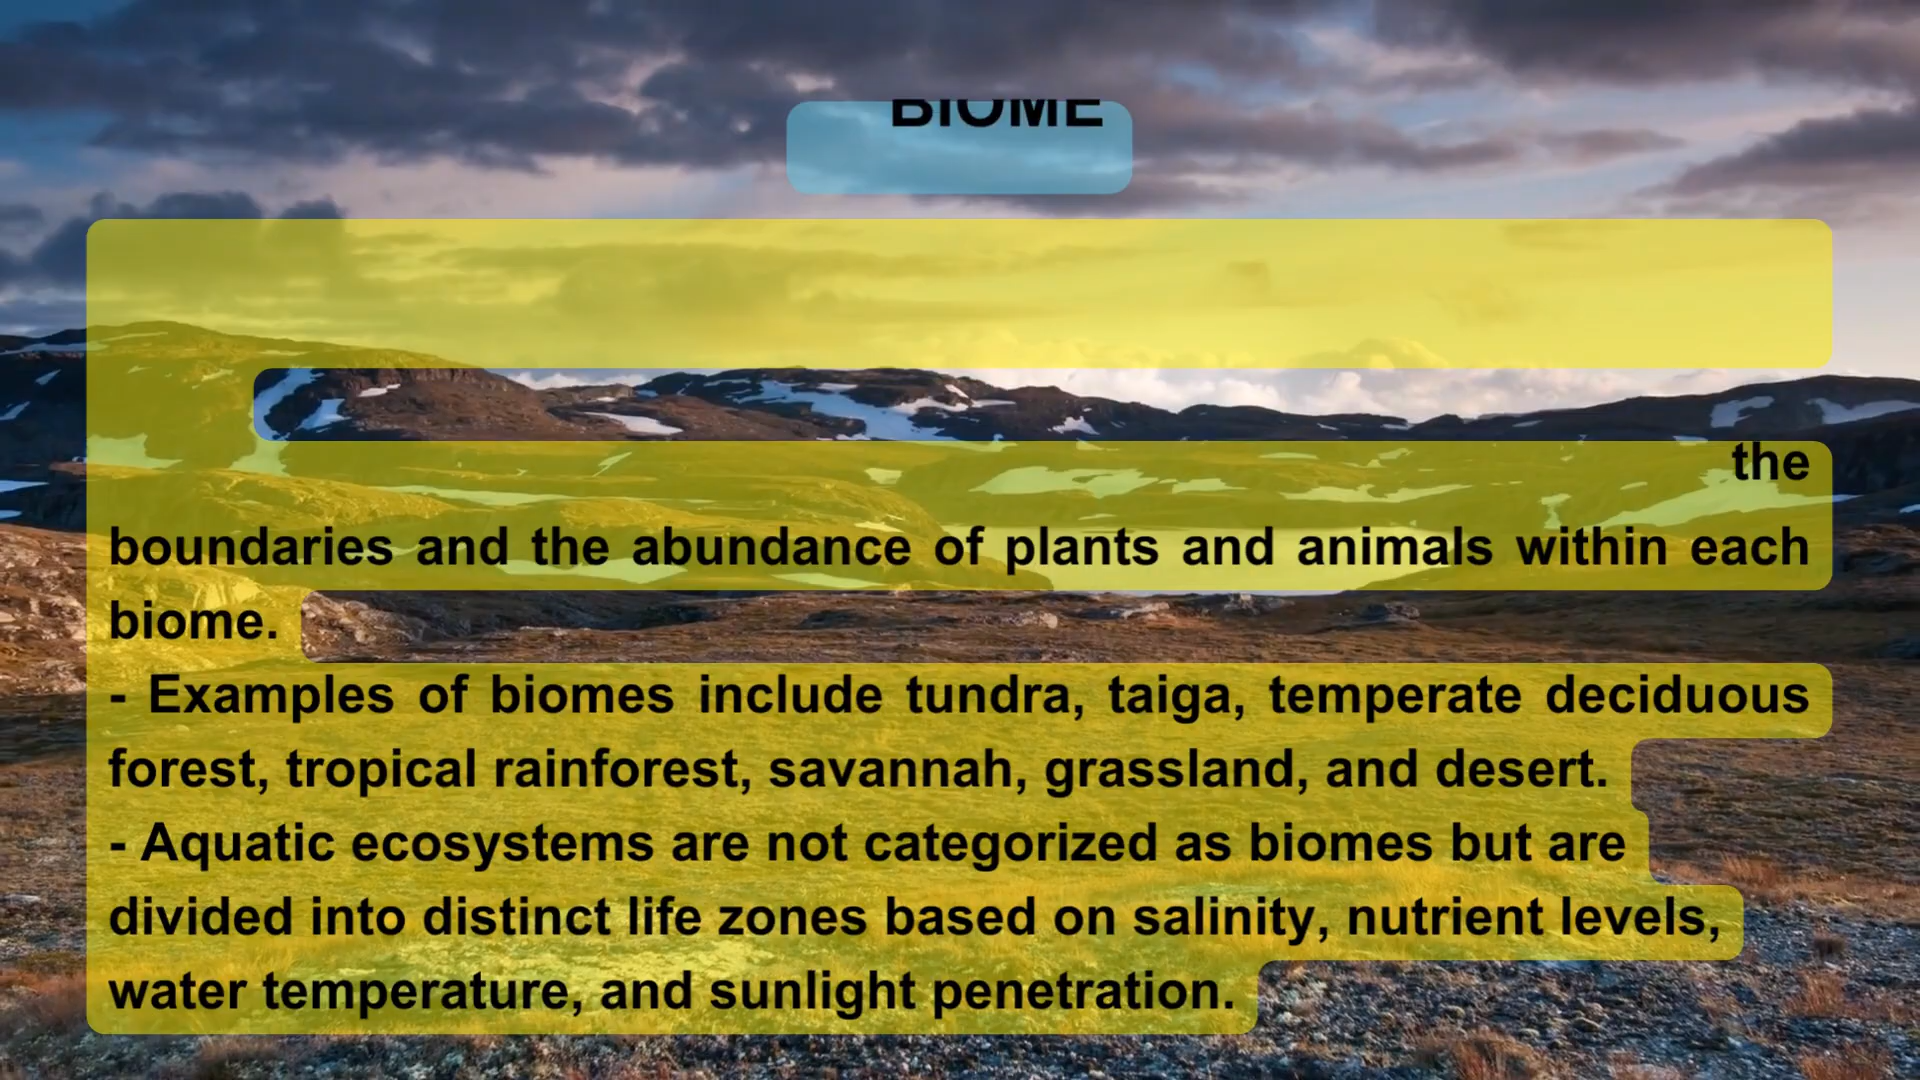 BIOME
the
boundaries and the abundance of plants and animals within each
biome.
- Examples of biomes include tundra, taiga, temperate deciduous
forest, tropical rainforest, savannah, grassland, and desert.
- Aquatic ecosystems are not categorized as biomes but are
divided into distinct life zones based on salinity, nutrient levels,
water temperature, and sunlight penetration.